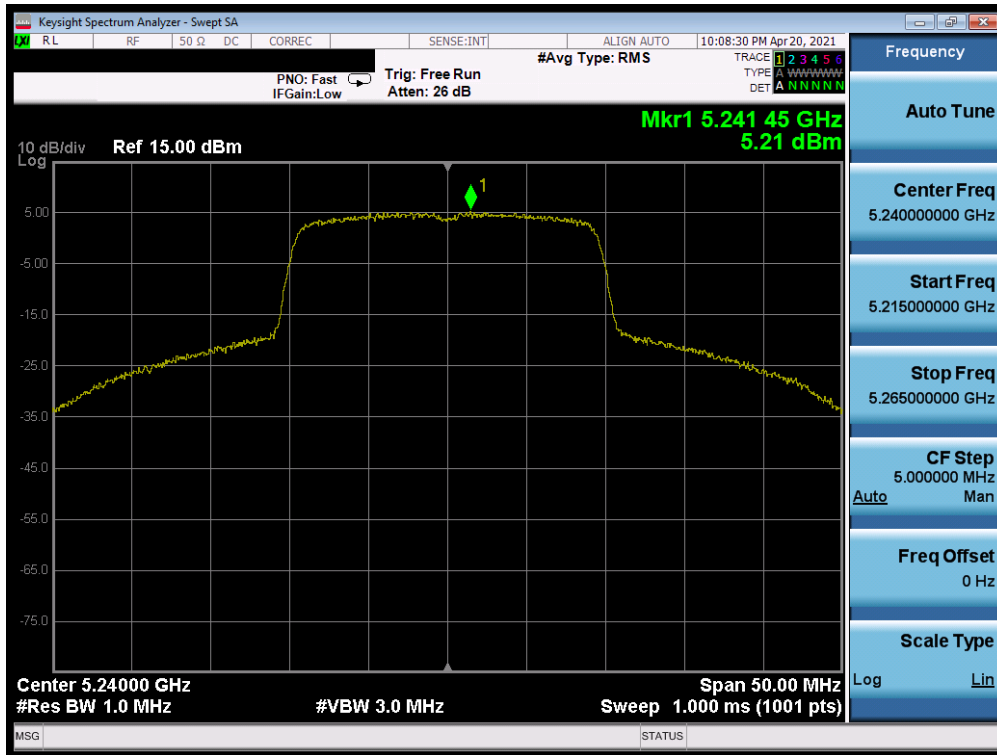 Keysight Spectrum Analyzer - Swept SA
LXI RL RF 50 Ω DC CORREC SENSE:INT ALIGN AUTO 10:08:30 PM Apr 20, 2021
PNO: Fast
IFGain:Low
Trig: Free Run
Atten: 26 dB
#Avg Type: RMS
TRACE 1 2 3 4 5 6
TYPE A WWWWW
DET A N N N N N
Mkr1 5.241 45 GHz
5.21 dBm
10 dB/div Ref 15.00 dBm
Log
1
5.00
-5.00
-15.0
-25.0
-35.0
-45.0
-55.0
-65.0
-75.0
Center 5.24000 GHz Span 50.00 MHz
#Res BW 1.0 MHz #VBW 3.0 MHz Sweep 1.000 ms (1001 pts)
MSG STATUS
Frequency
Auto Tune
Center Freq
5.240000000 GHz
Start Freq
5.215000000 GHz
Stop Freq
5.265000000 GHz
CF Step
5.000000 MHz
Auto Man
Freq Offset
0 Hz
Scale Type
Log Lin